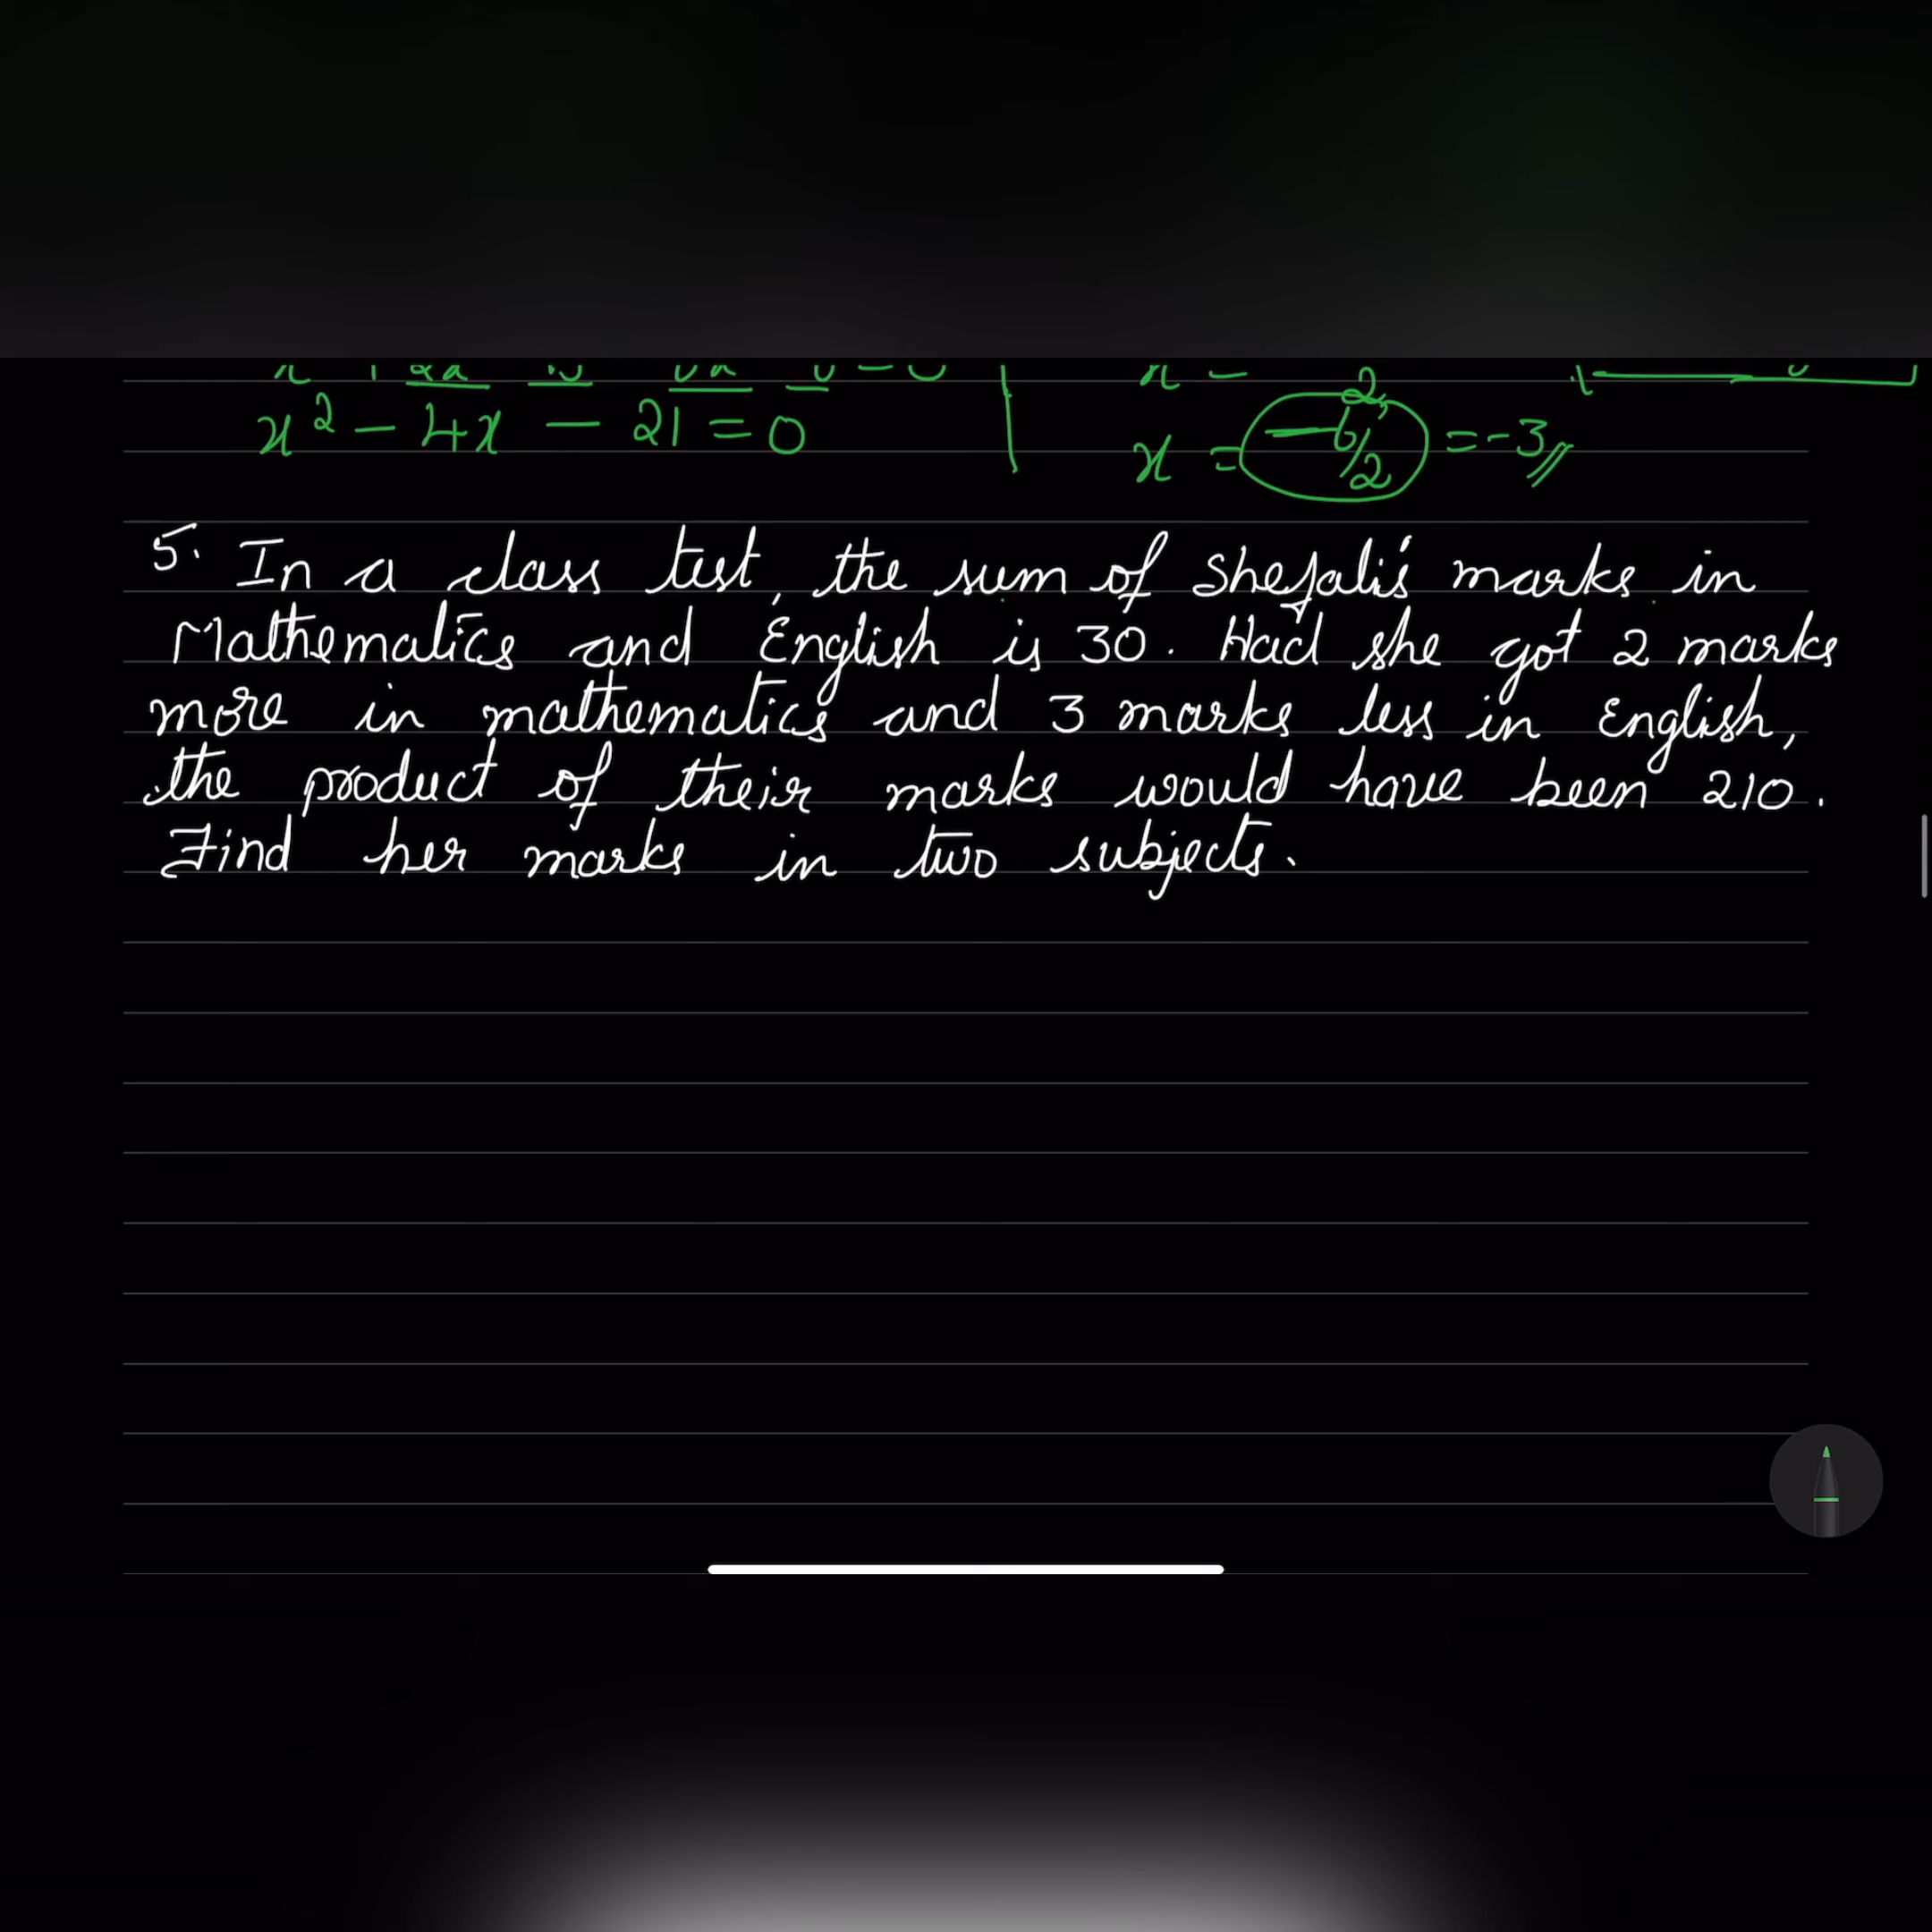 x² - 4x - 21 = 0
x = -6/2 = -3
5. In a class test, the sum of Shefali's marks in
Mathematics and English is 30. Had she got 2 marks
more in mathematics and 3 marks less in English,
the product of their marks would have been 210.
Find her marks in two subjects.